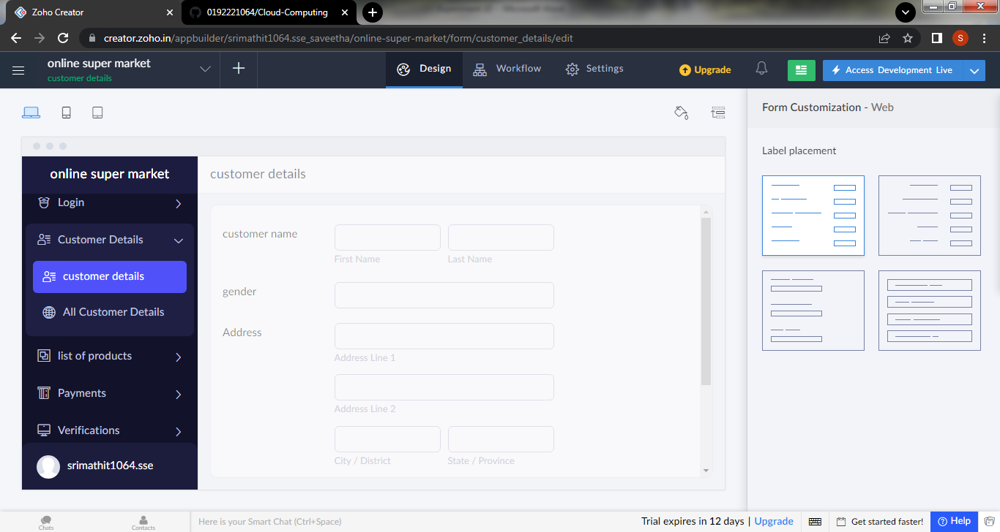 Zoho Creator
0192221064/Cloud-Computing
creator.zoho.in/appbuilder/srimathit1064.sse_saveetha/online-super-market/form/customer_details/edit
S
online super market
customer details
Design
Workflow
Settings
Upgrade
Access Development Live
Form Customization - Web
Label placement
online super market
Login
Customer Details
customer details
All Customer Details
list of products
Payments
Verifications
srimathit1064.sse
customer details
customer name
First Name
Last Name
gender
Address
Address Line 1
Address Line 2
City / District
State / Province
Chats
Contacts
Here is your Smart Chat (Ctrl+Space)
Trial expires in 12 days | Upgrade
Get started faster!
Help